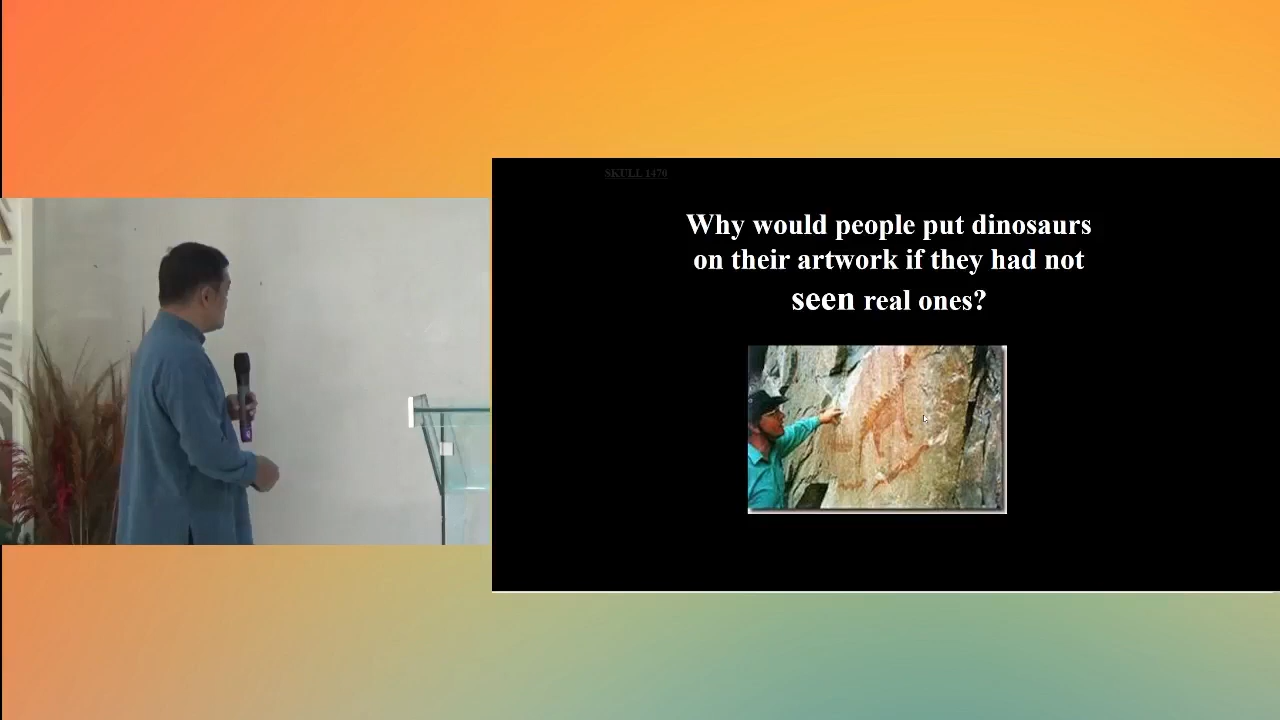 SKULL 1470
Why would people put dinosaurs
on their artwork if they had not
seen real ones?